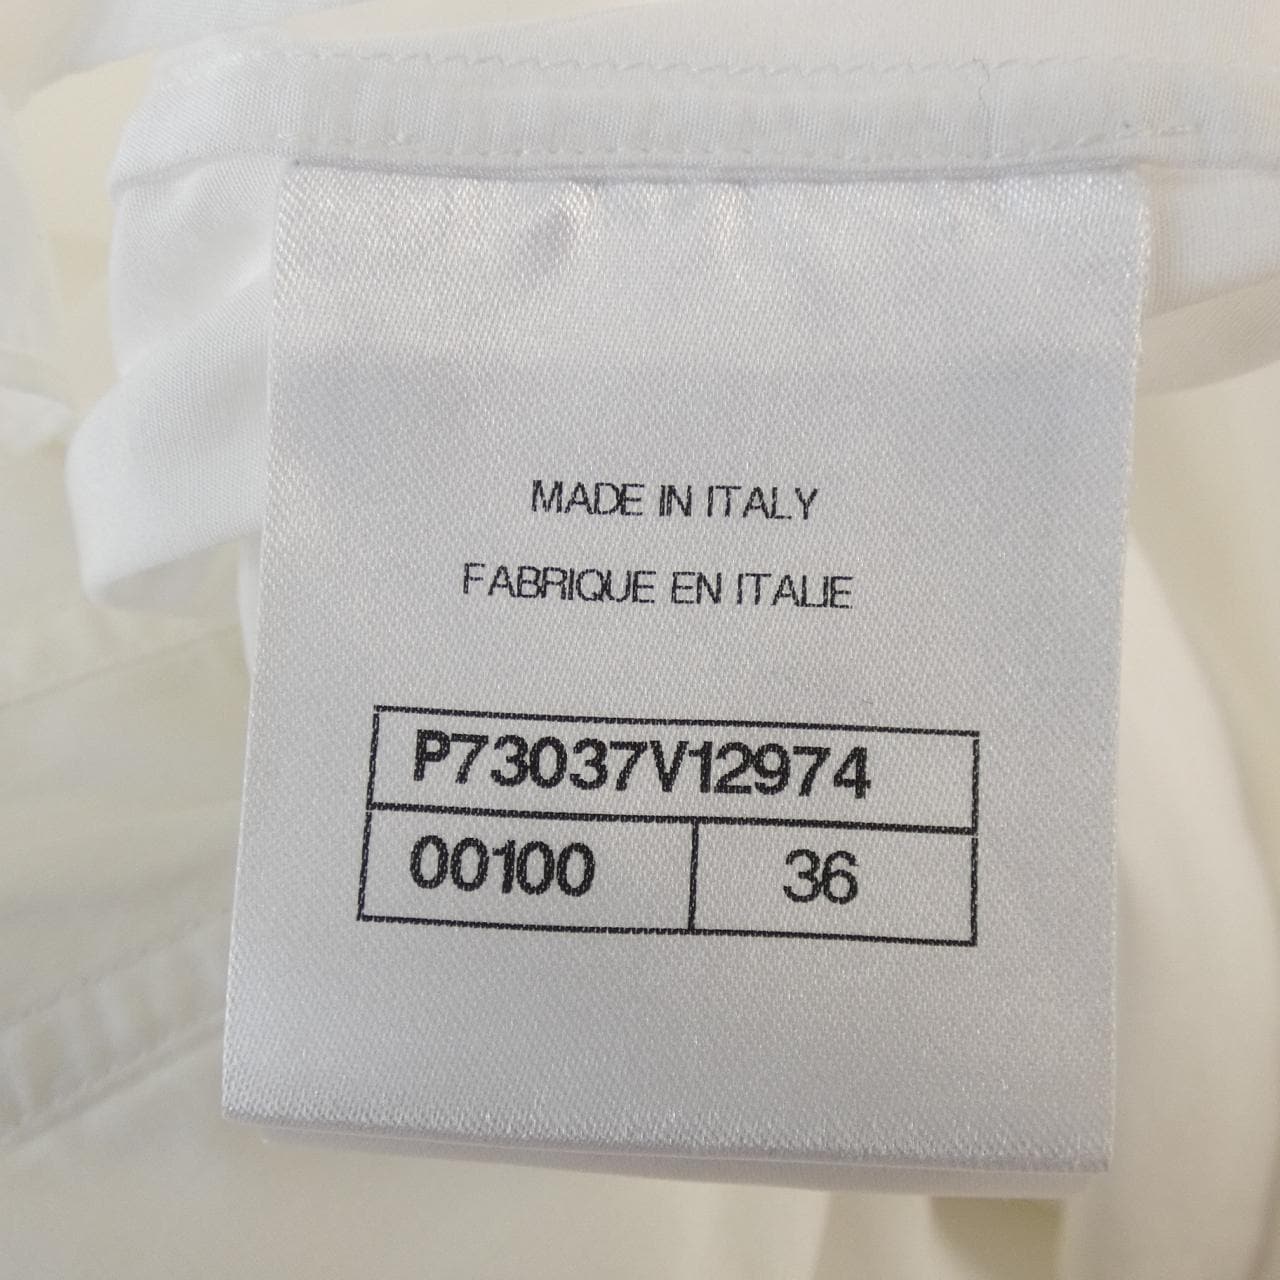 MADE IN ITALY
FABRIQUE EN ITALIE
P73037V12974
00100 36